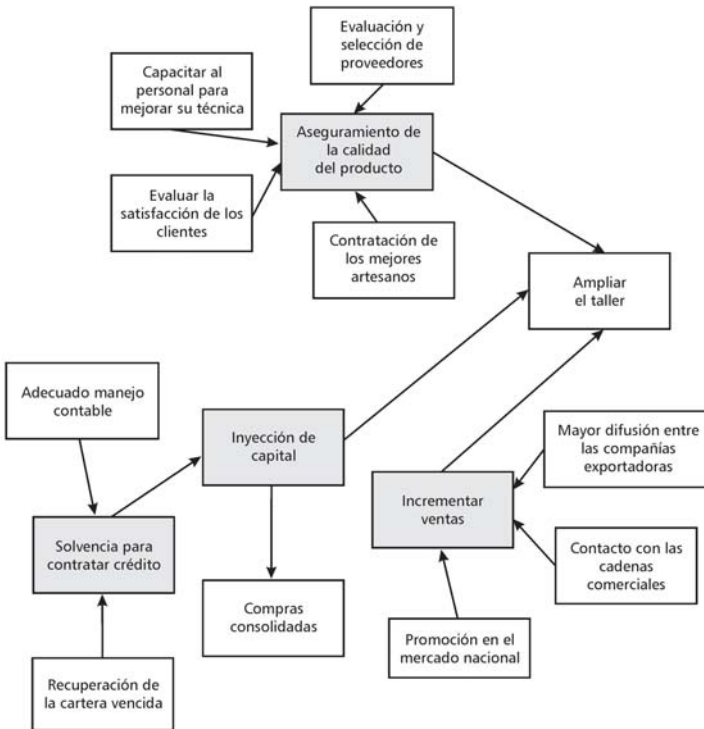 Evaluación y
selección de
proveedores
Capacitar al
personal para
mejorar su técnica
Aseguramiento de
la calidad
del producto
Evaluar la
satisfacción de los
clientes
Contratación de
los mejores
artesanos
Ampliar
el taller
Adecuado manejo
contable
Inyección de
capital
Mayor difusión entre
las compañías
exportadoras
Incrementar
ventas
Solvencia para
contratar crédito
Contacto con las
cadenas
comerciales
Compras
consolidadas
Promoción en el
mercado nacional
Recuperación de
la cartera vencida